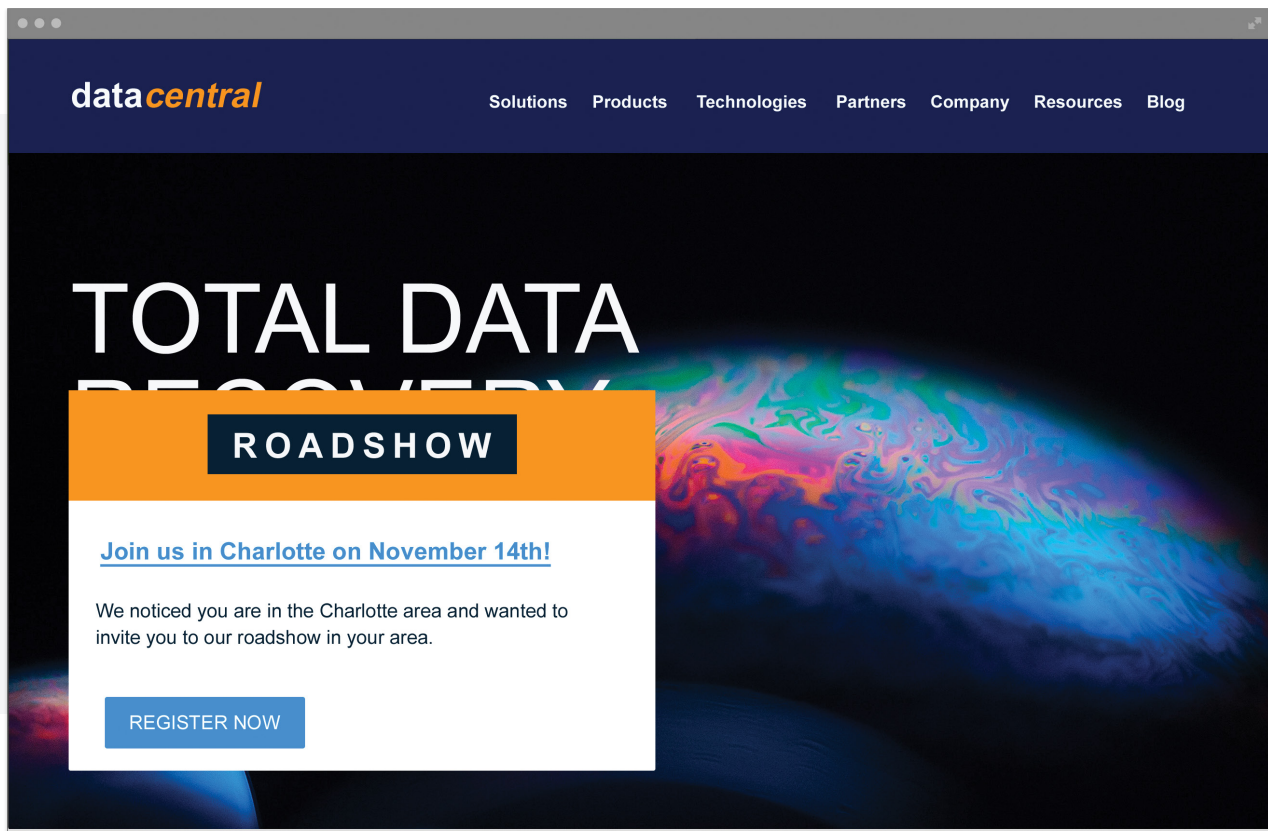 datacentral
Solutions Products Technologies Partners Company Resources Blog
TOTAL DATA
RECOVERY
ROADSHOW
Join us in Charlotte on November 14th!
We noticed you are in the Charlotte area and wanted to
invite you to our roadshow in your area.
REGISTER NOW